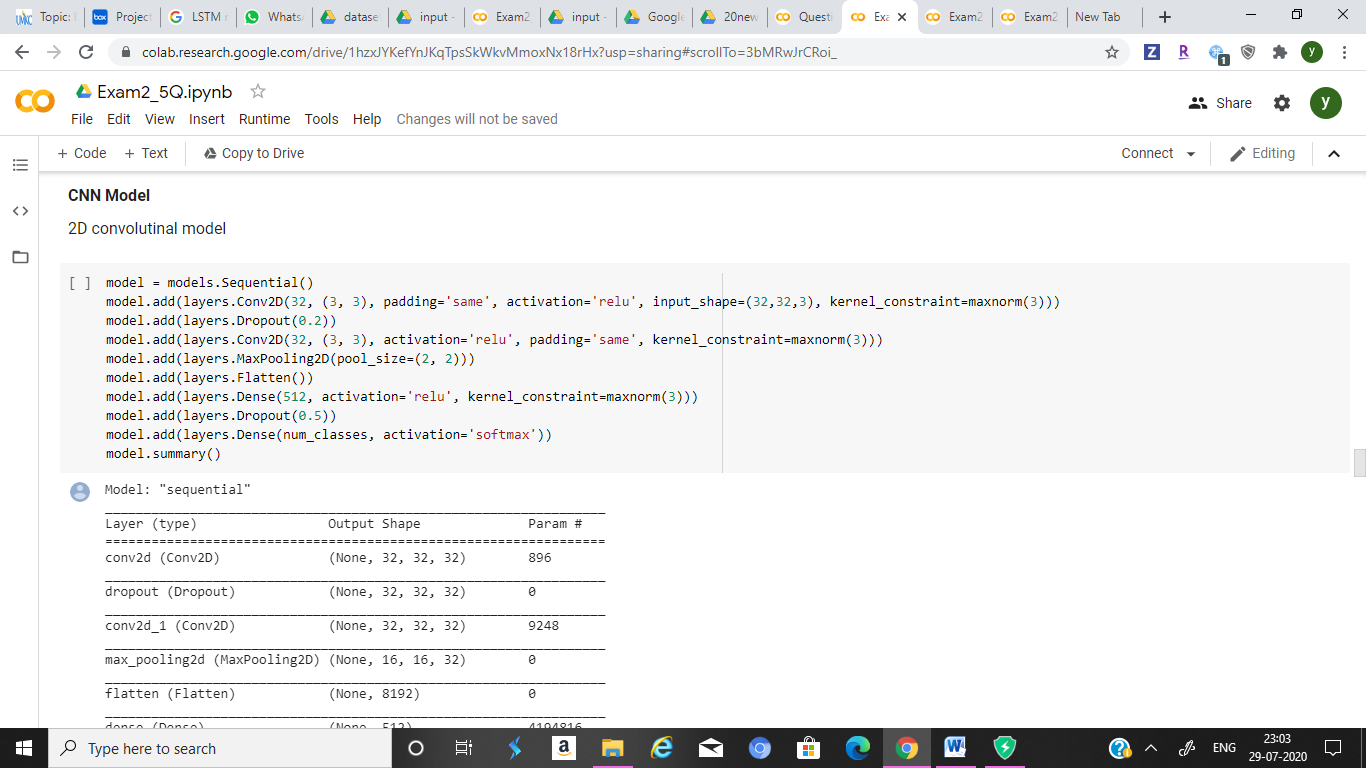 Topic:
Project
LSTM
Whats
datase
input -
Exam2
input -
Google
20new
Questi
Exa
Exam2
Exam2
New Tab
colab.research.google.com/drive/1hzxJYKefYnJKqTpsSkWkvMmoxNx18rHx?usp=sharing#scrollTo=3bMRwJrCRoi_
Exam2_5Q.ipynb
File Edit View Insert Runtime Tools Help Changes will not be saved
Share
y
+ Code + Text Copy to Drive
Connect Editing
CNN Model
2D convolutinal model
[ ] model = models.Sequential()
model.add(layers.Conv2D(32, (3, 3), padding='same', activation='relu', input_shape=(32,32,3), kernel_constraint=maxnorm(3)))
model.add(layers.Dropout(0.2))
model.add(layers.Conv2D(32, (3, 3), activation='relu', padding='same', kernel_constraint=maxnorm(3)))
model.add(layers.MaxPooling2D(pool_size=(2, 2)))
model.add(layers.Flatten())
model.add(layers.Dense(512, activation='relu', kernel_constraint=maxnorm(3)))
model.add(layers.Dropout(0.5))
model.add(layers.Dense(num_classes, activation='softmax'))
model.summary()
Model: "sequential"
Layer (type) Output Shape Param #
=================================================================
conv2d (Conv2D) (None, 32, 32, 32) 896
dropout (Dropout) (None, 32, 32, 32) 0
conv2d_1 (Conv2D) (None, 32, 32, 32) 9248
max_pooling2d (MaxPooling2D) (None, 16, 16, 32) 0
flatten (Flatten) (None, 8192) 0
dense (Dense) (None, 512) 4194816
Type here to search
ENG
23:03
29-07-2020